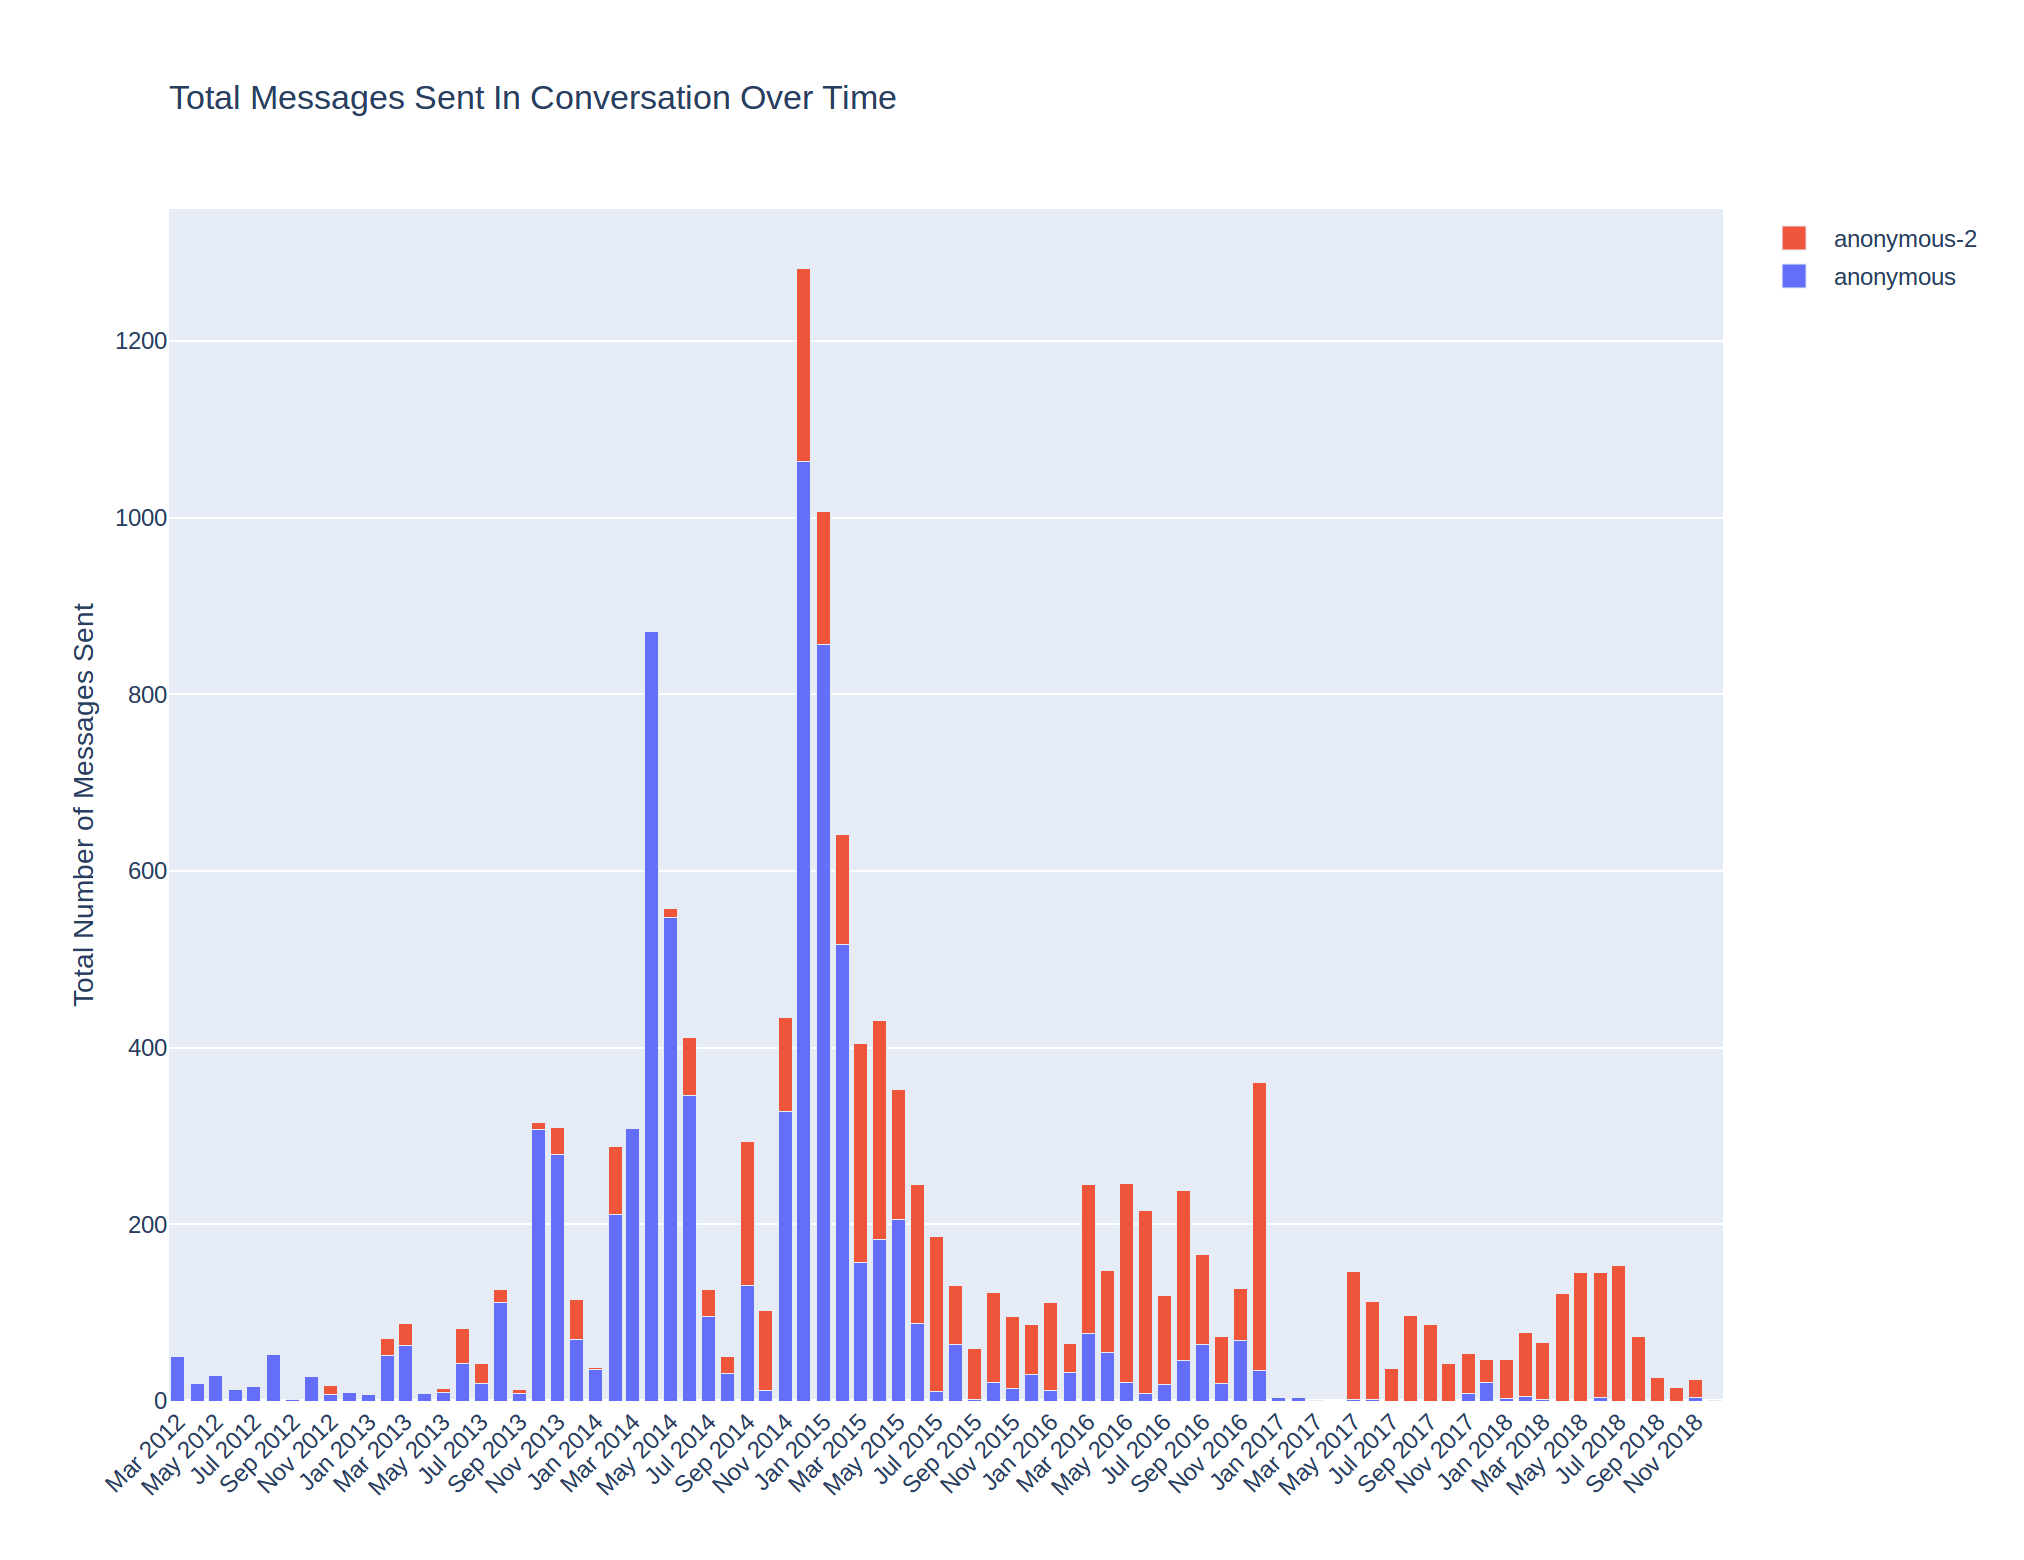 Total Messages Sent In Conversation Over Time
anonymous-2
anonymous
Total Number of Messages Sent
1200
1000
800
600
400
200
0
Mar 2012
May 2012
Jul 2012
Sep 2012
Nov 2012
Jan 2013
Mar 2013
May 2013
Jul 2013
Sep 2013
Nov 2013
Jan 2014
Mar 2014
May 2014
Jul 2014
Sep 2014
Nov 2014
Jan 2015
Mar 2015
May 2015
Jul 2015
Sep 2015
Nov 2015
Jan 2016
Mar 2016
May 2016
Jul 2016
Sep 2016
Nov 2016
Jan 2017
Mar 2017
May 2017
Jul 2017
Sep 2017
Nov 2017
Jan 2018
Mar 2018
May 2018
Jul 2018
Sep 2018
Nov 2018